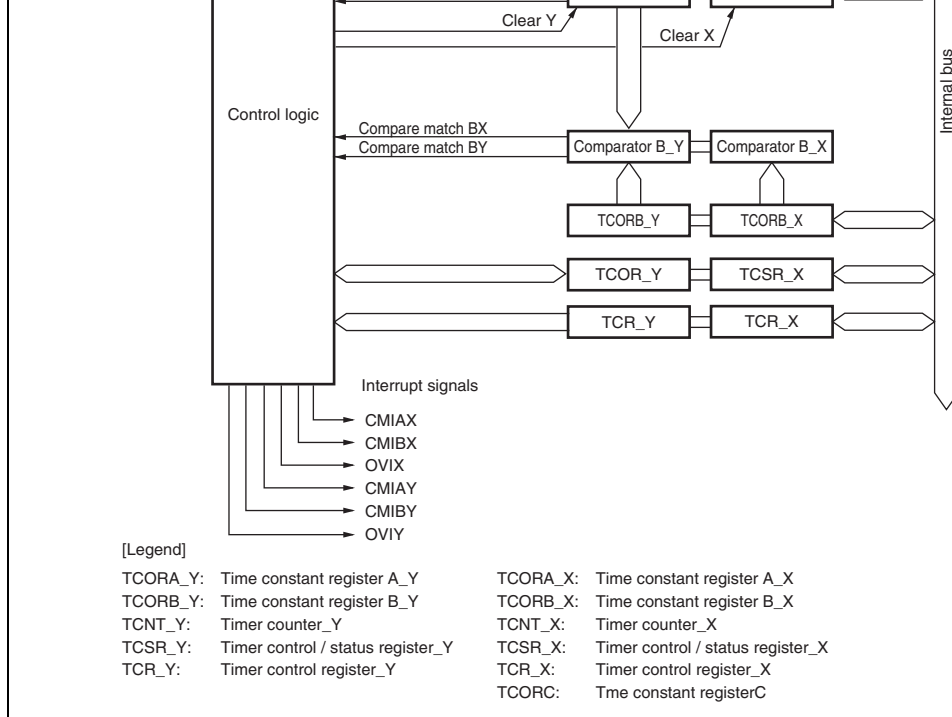 Clear Y
Clear X
Internal bus
Control logic
Compare match BX
Compare match BY
Comparator B_Y
Comparator B_X
TCORB_Y
TCORB_X
TCOR_Y
TCSR_X
TCR_Y
TCR_X
Interrupt signals
CMIAX
CMIBX
OVIX
CMIAY
CMIBY
OVIY
[Legend]
TCORA_Y: Time constant register A_Y
TCORB_Y: Time constant register B_Y
TCNT_Y: Timer counter_Y
TCSR_Y: Timer control / status register_Y
TCR_Y: Timer control register_Y
TCORA_X: Time constant register A_X
TCORB_X: Time constant register B_X
TCNT_X: Timer counter_X
TCSR_X: Timer control / status register_X
TCR_X: Timer control register_X
TCORC: Tme constant registerC